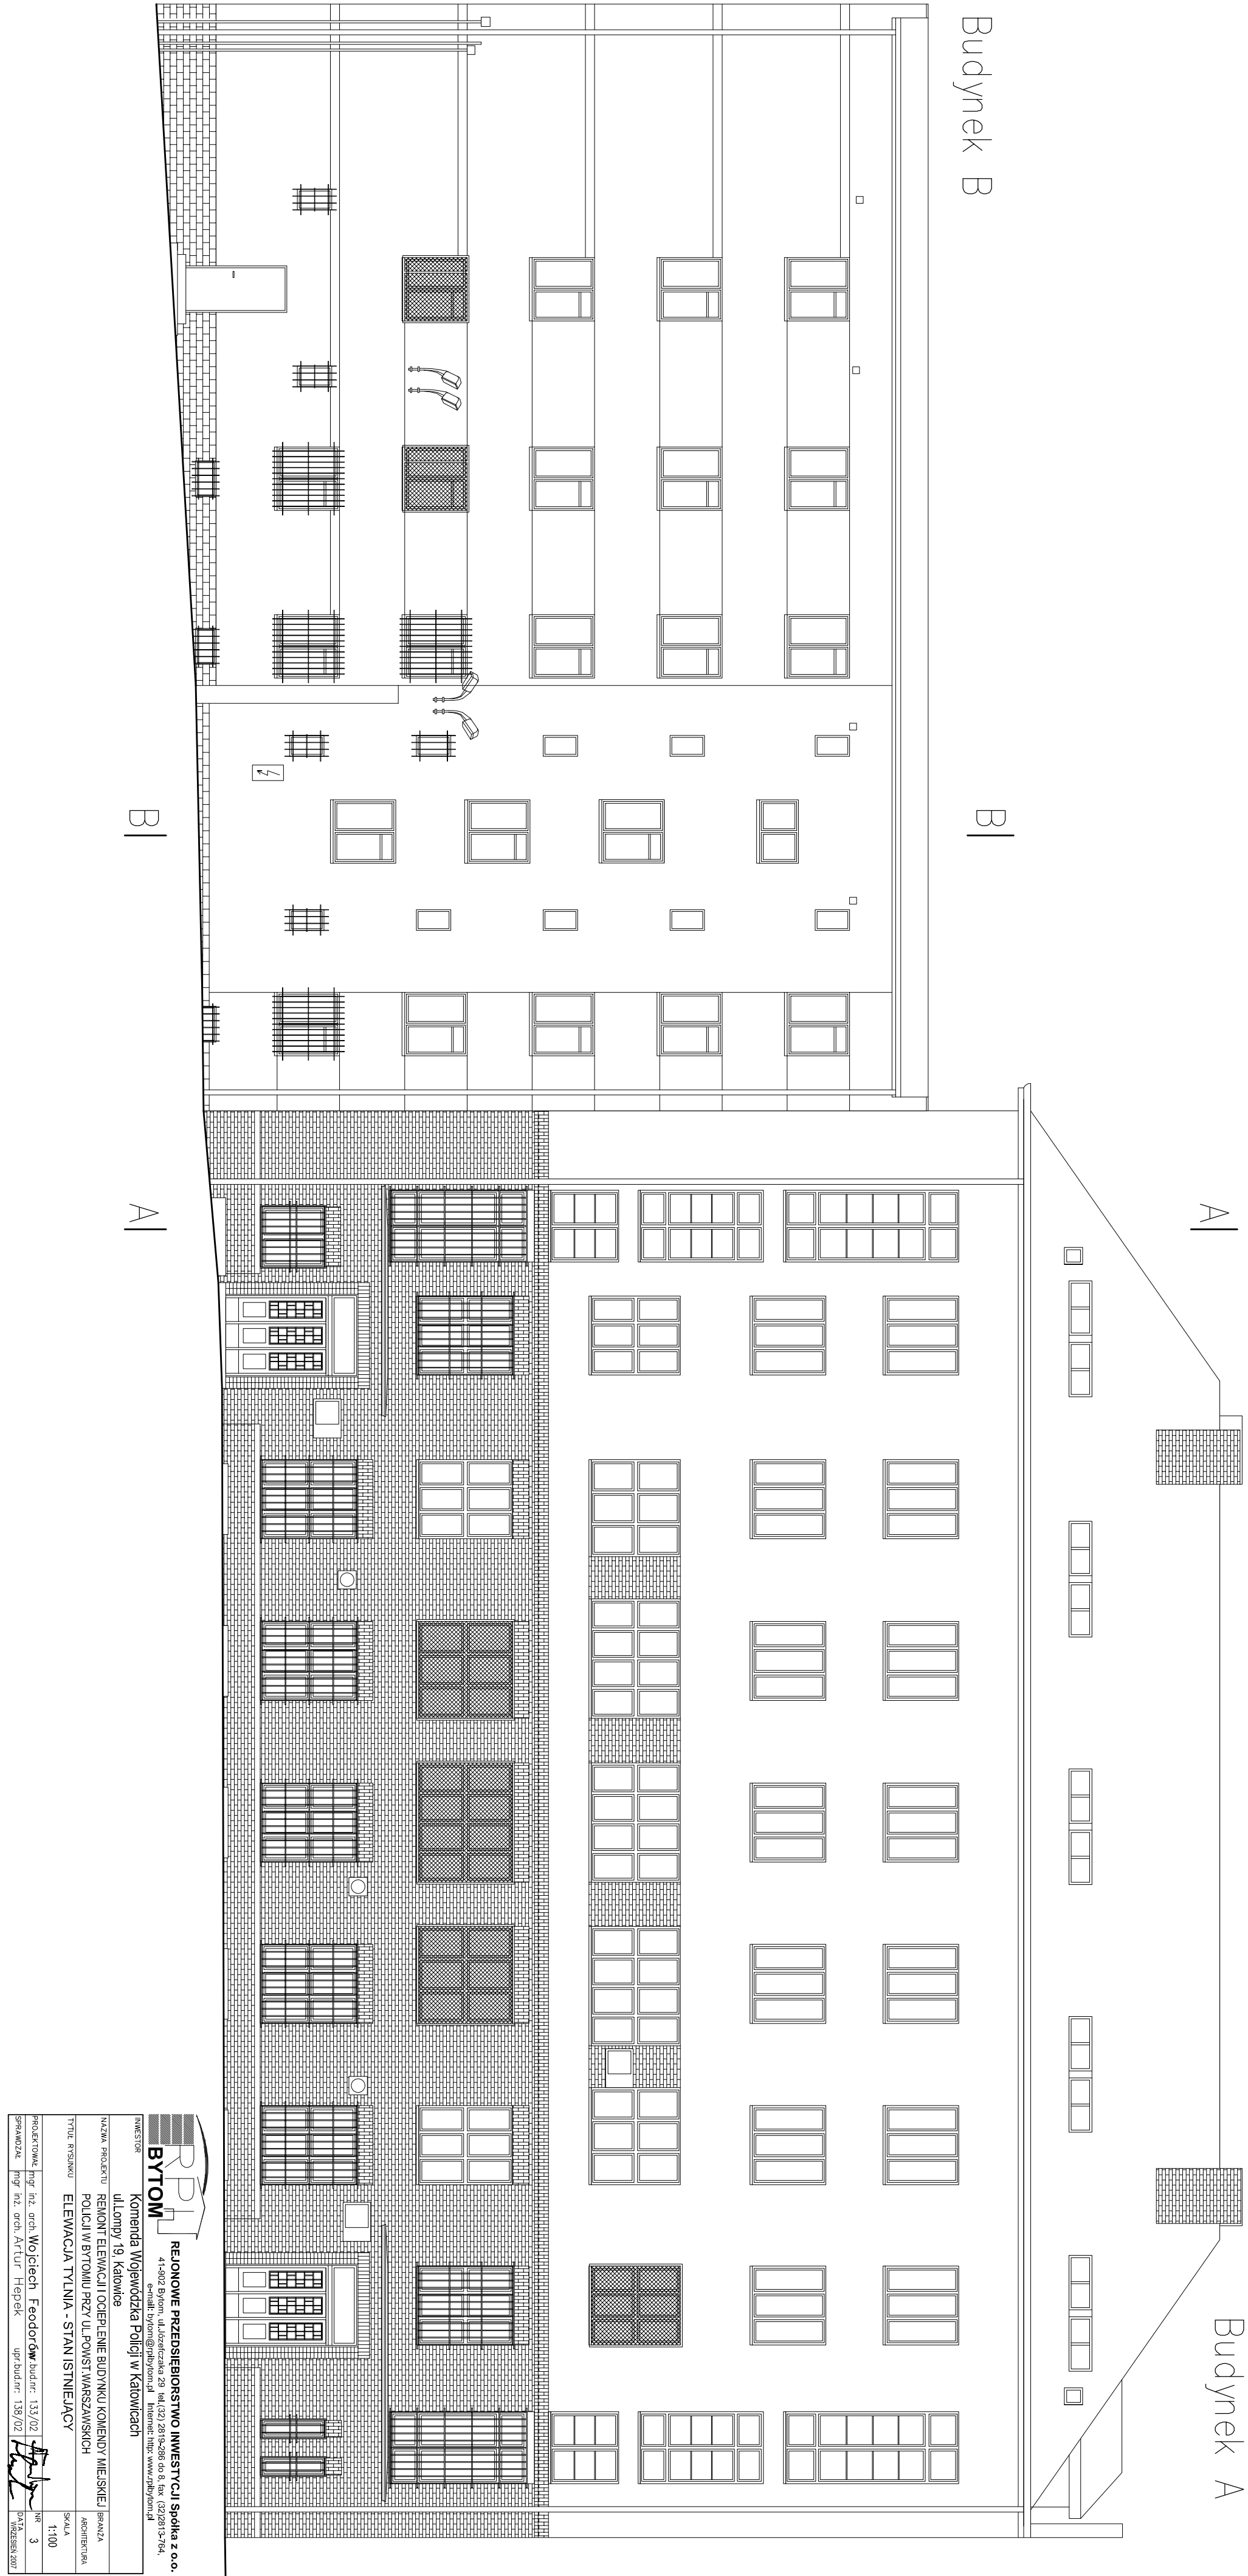 Budynek B
Budynek A
B
B
A
A
RPI
BYTOM
REJONOWE PRZEDSIĘBIORSTWO INWESTYCJI Spółka z o.o.
41-902 Bytom, ul.Józefczaka 29 tel.(32) 2819-286 do 8, fax (32)2813-764,
e-mail: bytom@rpibytom.pl Internet: http: www.rpibytom.pl
INWESTOR
Komenda Wojewódzka Policji w Katowicach
ul.Lompy 19, Katowice
NAZWA PROJEKTU REMONT ELEWACJI I OCIEPLENIE BUDYNKU KOMENDY MIEJSKIEJ
POLICJI W BYTOMIU PRZY UL.POWST.WARSZAWSKICH
BRANŻA
ARCHITEKTURA
TYTUŁ RYSUNKU ELEWACJA TYLNIA - STAN ISTNIEJĄCY
SKALA
1:100
PROJEKTOWAŁ mgr inż. arch. Wojciech Feodorów upr.bud.nr: 133/02
NR 3
SPRAWDZAŁ mgr inż. arch. Artur Hepek upr.bud.nr: 138/02
DATA
WRZESIEŃ 2007